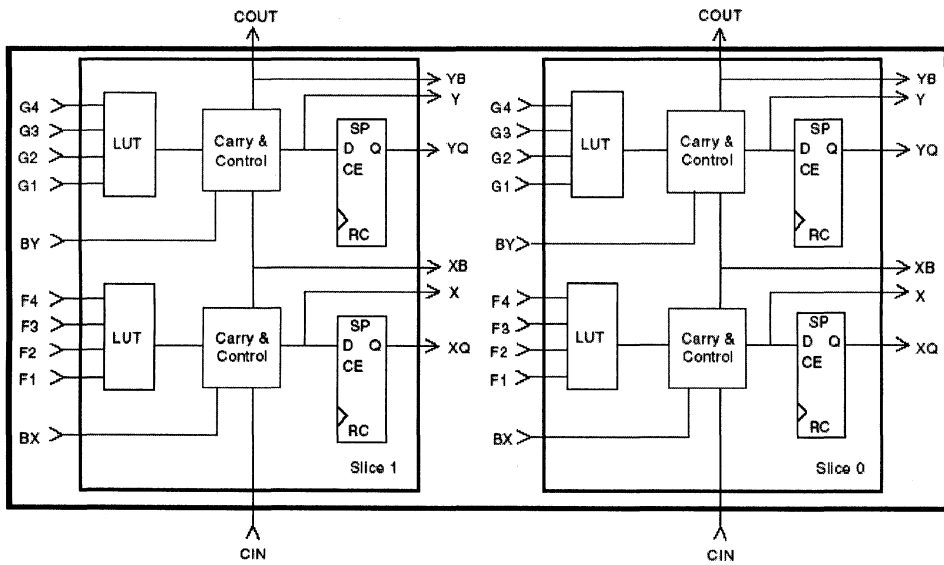 COUT
YB
Y
G4
G3
G2
G1
LUT
Carry & Control
SP
D Q
CE
RC
YQ
BY
XB
X
F4
F3
F2
F1
LUT
Carry & Control
SP
D Q
CE
RC
XQ
BX
Slice 1
CIN
COUT
YB
Y
G4
G3
G2
G1
LUT
Carry & Control
SP
D Q
CE
RC
YQ
BY
XB
X
F4
F3
F2
F1
LUT
Carry & Control
SP
D Q
CE
RC
XQ
BX
Slice 0
CIN